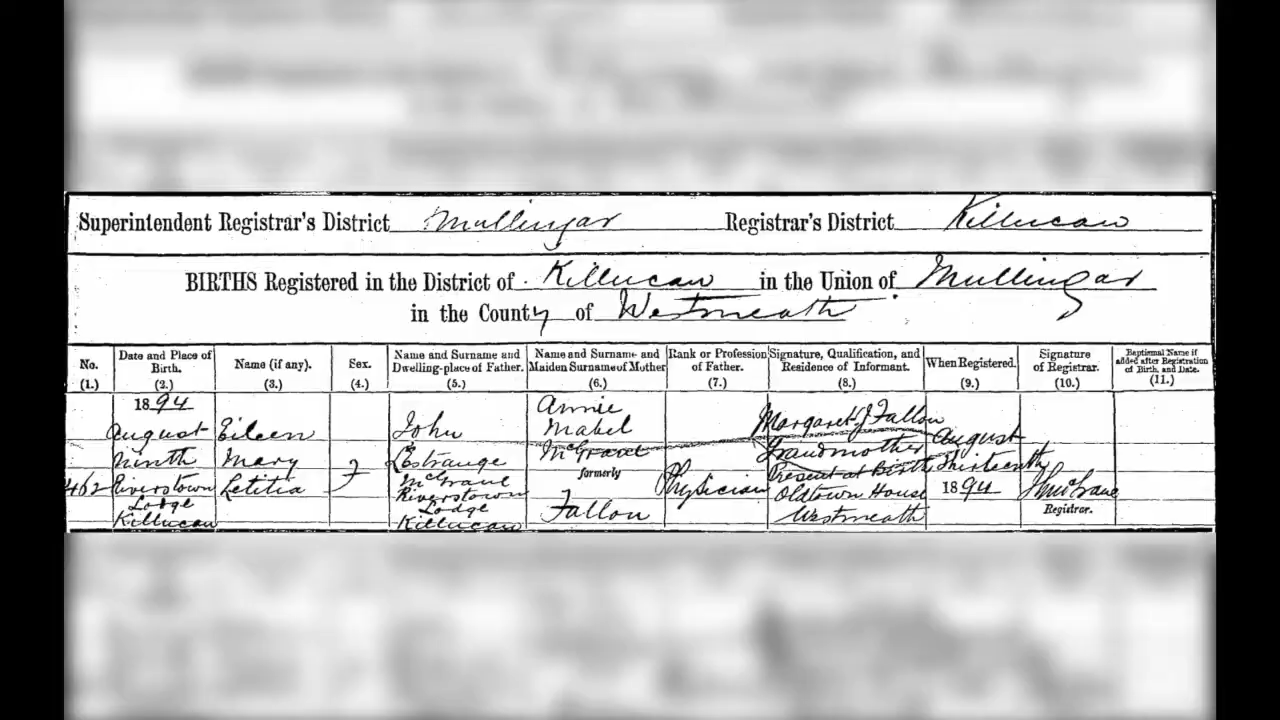 Superintendent Registrar's District Mullingar Registrar's District Killucan
BIRTHS Registered in the District of Killucan in the Union of Mullingar
in the County of Westmeath
No. (1.)
Date and Place of Birth. (2.)
Name (if any). (3.)
Sex. (4.)
Name and Surname and Dwelling-place of Father. (5.)
Name and Surname and Maiden Surname of Mother (6.)
Rank or Profession of Father. (7.)
Signature, Qualification, and Residence of Informant. (8.)
When Registered. (9.)
Signature of Registrar. (10.)
Baptismal Name if added after Registration of Birth, and Date. (11.)
462
1894
August
Ninth
Riverstown
Lodge
Killucan
Eileen
Mary
Letitia
F
John
Lestrange
McGrane
Riverstown
Lodge
Killucan
Annie
Mabel
McGrane
formerly
Fallon
Physician
Margaret J Fallon
Grandmother
Present at Birth
Oldtown House
Westmeath
August
Thirteenth
1894
McGrane
Registrar.